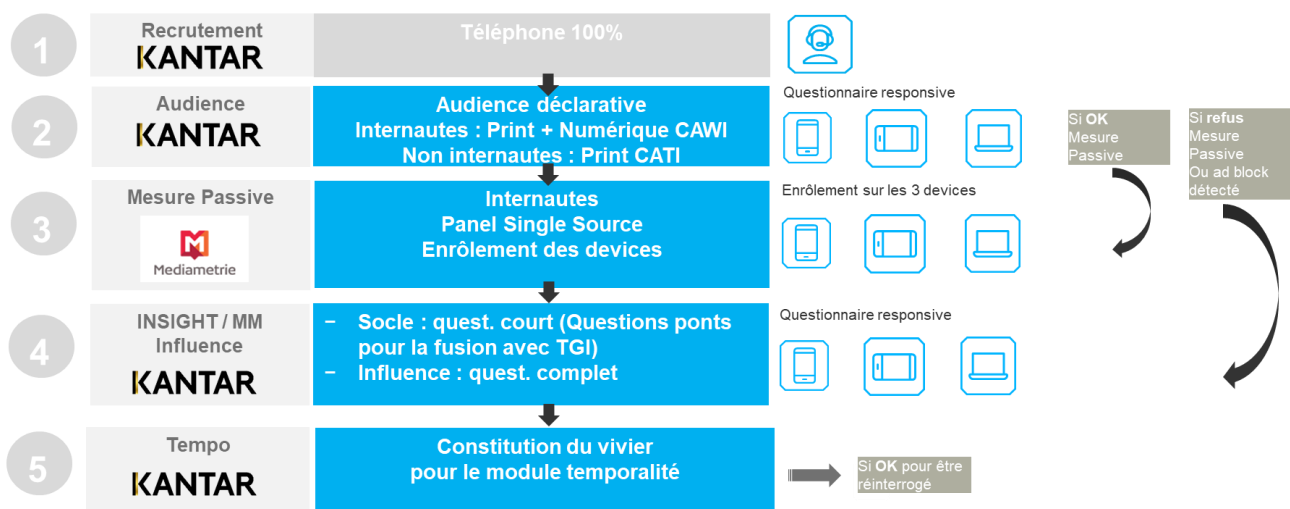 1
Recrutement
KANTAR
Téléphone 100%
2
Audience
KANTAR
Audience déclarative
Internautes : Print + Numérique CAWI
Non internautes : Print CATI
Questionnaire responsive
Si OK
Mesure
Passive
Si refus
Mesure
Passive
Ou ad block
détecté
3
Mesure Passive
Mediametrie
Internautes
Panel Single Source
Enrôlement des devices
Enrôlement sur les 3 devices
4
INSIGHT / MM
Influence
KANTAR
− Socle : quest. court (Questions ponts
pour la fusion avec TGI)
− Influence : quest. complet
Questionnaire responsive
5
Tempo
KANTAR
Constitution du vivier
pour le module temporalité
Si OK pour être
réinterrogé